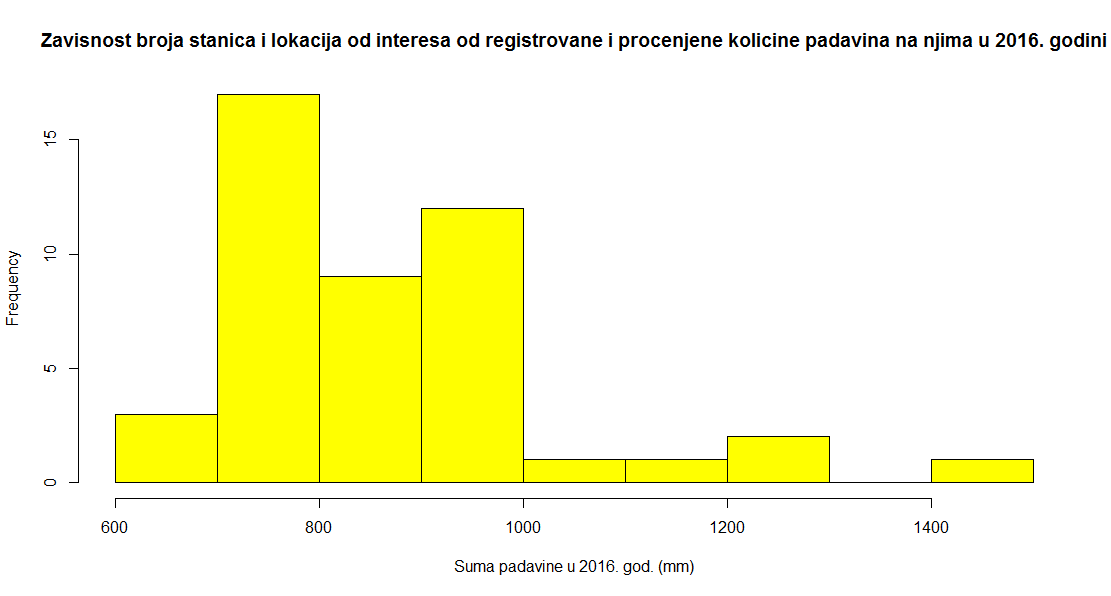 Zavisnost broja stanica i lokacija od interesa od registrovane i procenjene kolicine padavina na njima u 2016. godini
15
10
5
0
Frequency
600 800 1000 1200 1400
Suma padavine u 2016. god. (mm)